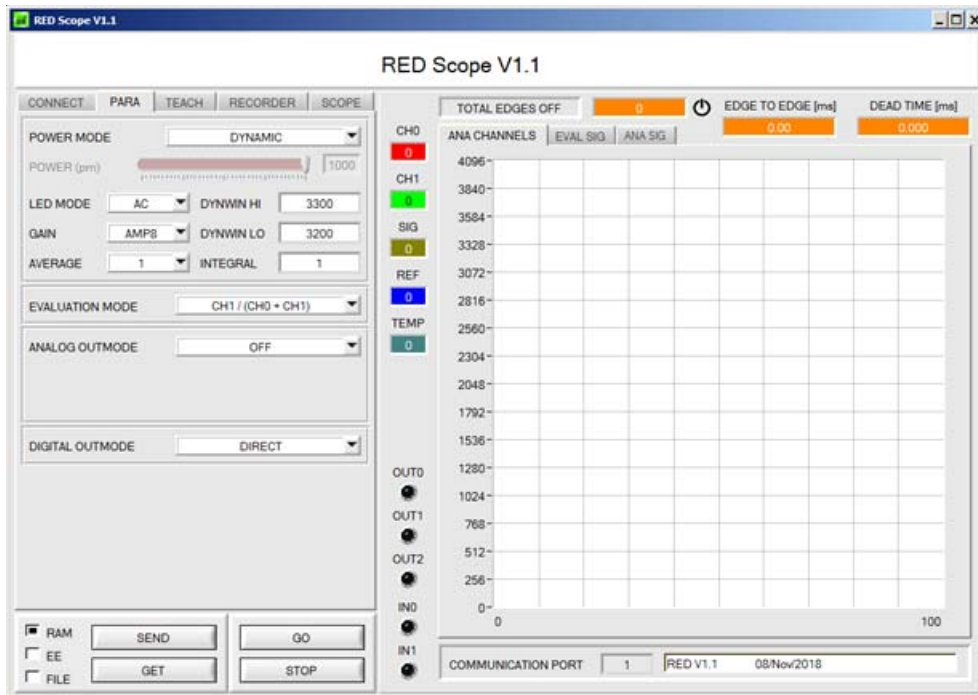 RED Scope V1.1
RED Scope V1.1
CONNECT PARA TEACH RECORDER SCOPE
POWER MODE DYNAMIC
POWER (pm) 1000
LED MODE AC DYNWIN HI 3300
GAIN AMP8 DYNWIN LO 3200
AVERAGE 1 INTEGRAL 1
EVALUATION MODE CH1 / (CH0 + CH1)
ANALOG OUTMODE OFF
DIGITAL OUTMODE DIRECT
RAM
EE
FILE
SEND
GET
GO
STOP
CH0
0
CH1
0
SIG
0
REF
0
TEMP
0
OUT0
OUT1
OUT2
IN0
IN1
TOTAL EDGES OFF 0 EDGE TO EDGE [ms] DEAD TIME [ms]
0.00 0.000
ANA CHANNELS EVAL SIG ANA SIG
4096
3840
3584
3328
3072
2816
2560
2304
2048
1792
1536
1280
1024
768
512
256
0
0 100
COMMUNICATION PORT 1 RED V1.1 08/Nov/2018